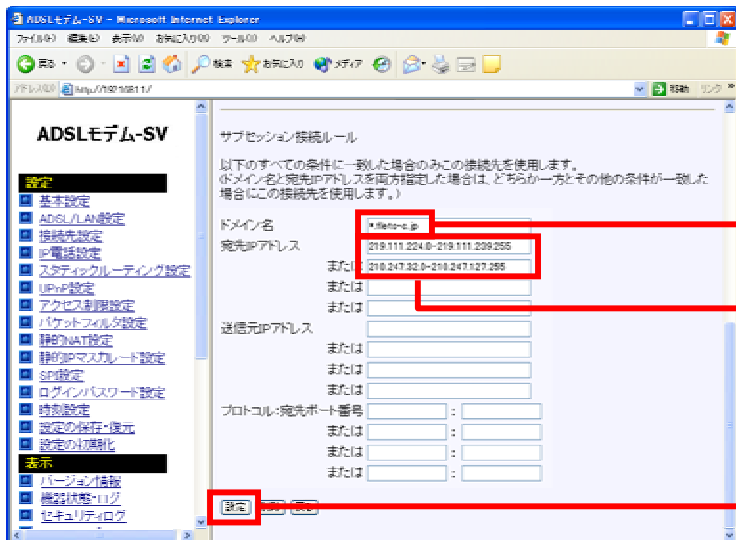 ADSLモデム-SV - Microsoft Internet Explorer
ファイル(F) 編集(E) 表示(V) お気に入り(A) ツール(T) ヘルプ(H)
戻る 検索 お気に入り メディア
アドレス(D) http://192.168.1.1/ 移動 リンク
ADSLモデム-SV
設定
基本設定
ADSL/LAN設定
接続先設定
IP電話設定
スタティックルーティング設定
UPnP設定
アクセス制限設定
パケットフィルタ設定
静的NAT設定
静的IPマスカレード設定
SPI設定
ログインパスワード設定
時刻設定
設定の保存・復元
設定の初期化
表示
バージョン情報
機器状態・ログ
セキュリティログ
サブセッション接続ルール
以下のすべての条件に一致した場合のみこの接続先を使用します。
(ドメイン名と宛先IPアドレスを両方指定した場合は、どちらか一方とその他の条件が一致した
場合にこの接続先を使用します。)
ドメイン名
宛先IPアドレス 219.111.224.0-219.111.239.255
または 210.247.32.0-210.247.127.255
または
または
送信元IPアドレス
または
または
または
プロトコル:宛先ポート番号 :
または :
または :
または :
設定 戻る